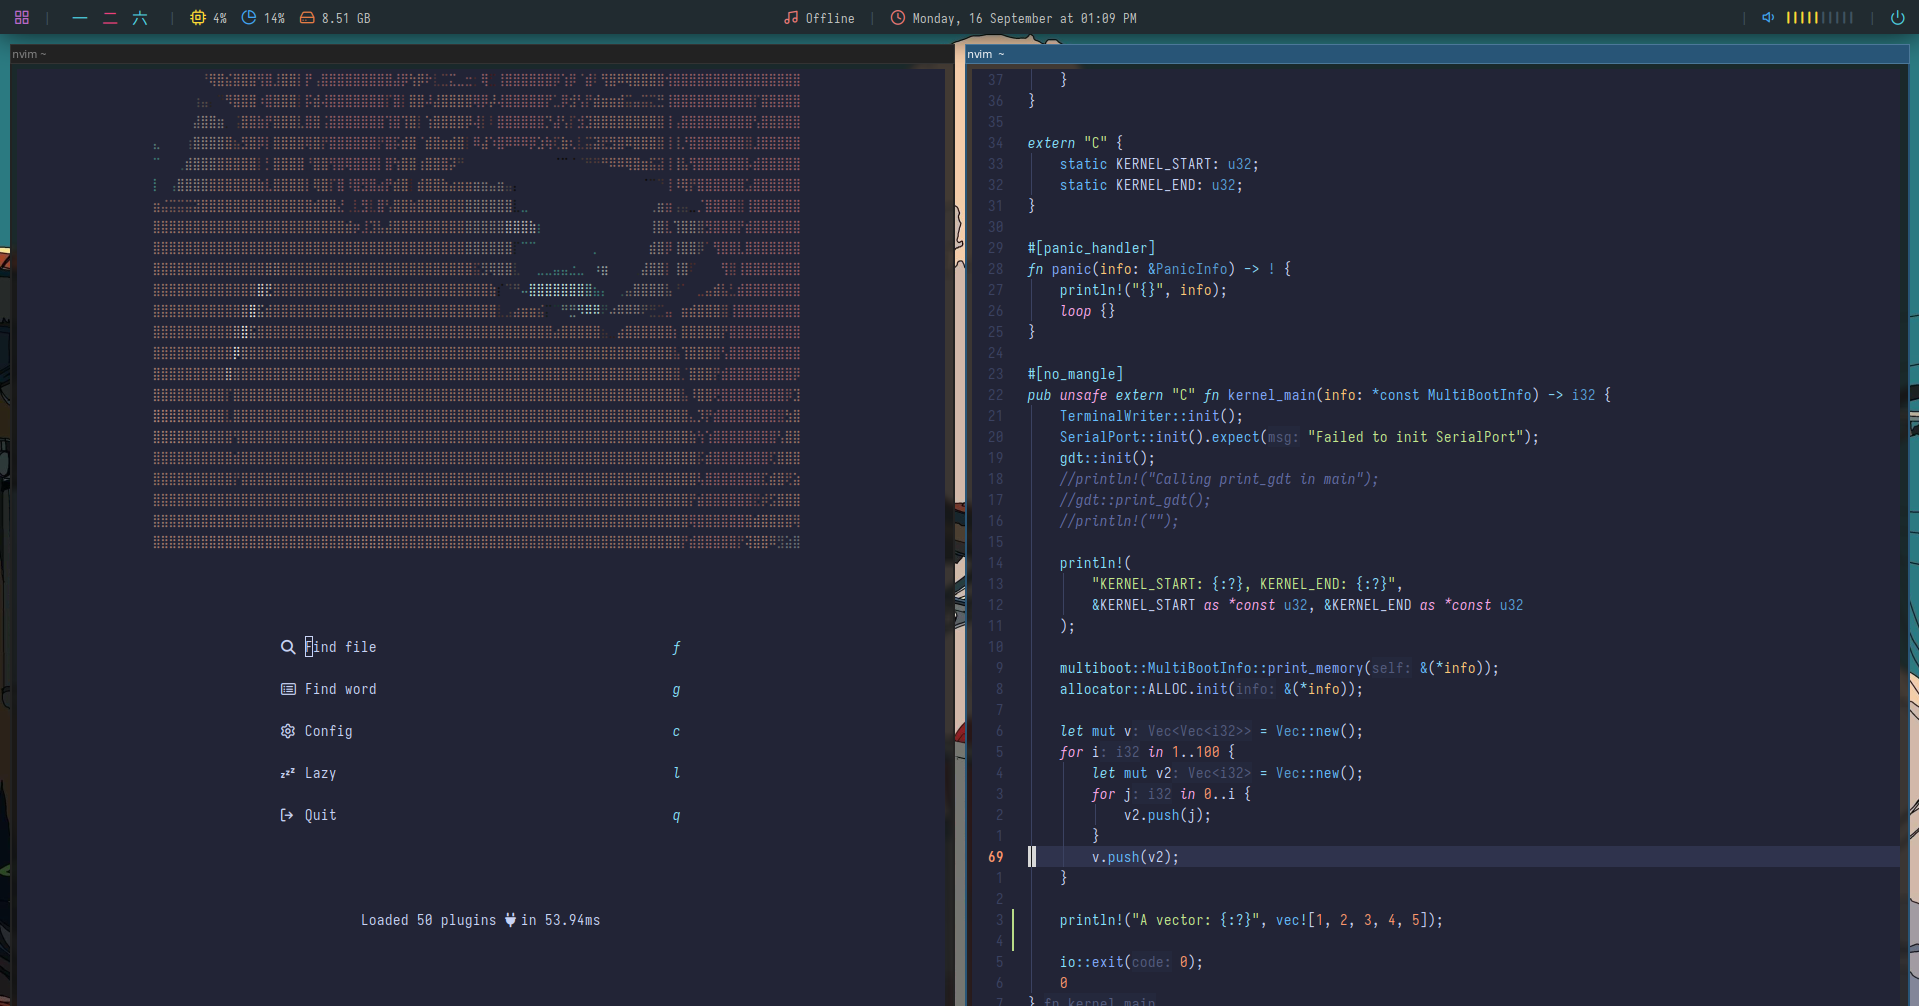 一 二 六 4% 14% 8.51 GB
Offline
Monday, 16 September at 01:09 PM
nvim ~
Find file f
Find word g
Config c
Lazy l
Quit q
Loaded 50 plugins in 53.94ms
nvim ~
37         }
36 }
35
34 extern "C" {
33     static KERNEL_START: u32;
32     static KERNEL_END: u32;
31 }
30
29 #[panic_handler]
28 fn panic(info: &PanicInfo) -> ! {
27     println!("{}", info);
26     loop {}
25 }
24
23 #[no_mangle]
22 pub unsafe extern "C" fn kernel_main(info: *const MultiBootInfo) -> i32 {
21     TerminalWriter::init();
20     SerialPort::init().expect(msg: "Failed to init SerialPort");
19     gdt::init();
18     //println!("Calling print_gdt in main");
17     //gdt::print_gdt();
16     //println!("");
15
14     println!(
13         "KERNEL_START: {:?}, KERNEL_END: {:?}",
12         &KERNEL_START as *const u32, &KERNEL_END as *const u32
11     );
10
9     multiboot::MultiBootInfo::print_memory(self: &(*info));
8     allocator::ALLOC.init(info: &(*info));
7
6     let mut v: Vec<Vec<i32>> = Vec::new();
5     for i: i32 in 1..100 {
4         let mut v2: Vec<i32> = Vec::new();
3         for j: i32 in 0..i {
2             v2.push(j);
1         }
69         v.push(v2);
1     }
2
3     println!("A vector: {:?}", vec![1, 2, 3, 4, 5]);
4
5     io::exit(code: 0);
6     0
7 } fn kernel_main